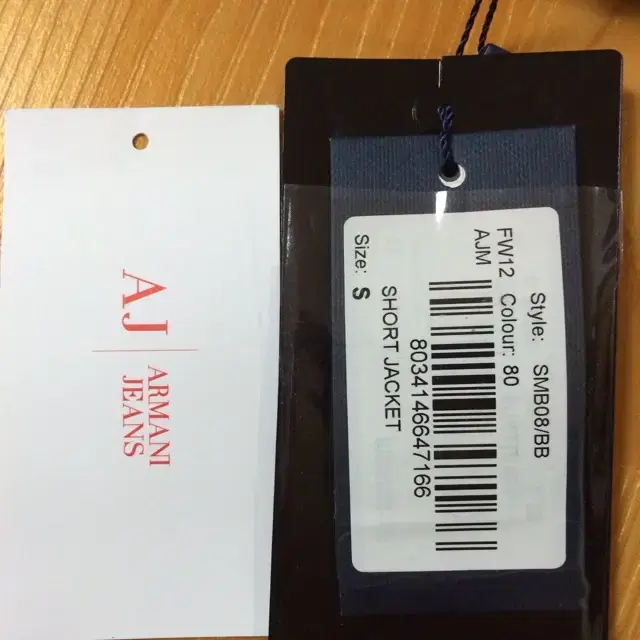 AJ
ARMANI
JEANS
Style: SMB08/BB
FW12 Colour: 80
AJM
8034146647166
SHORT JACKET
Size: S